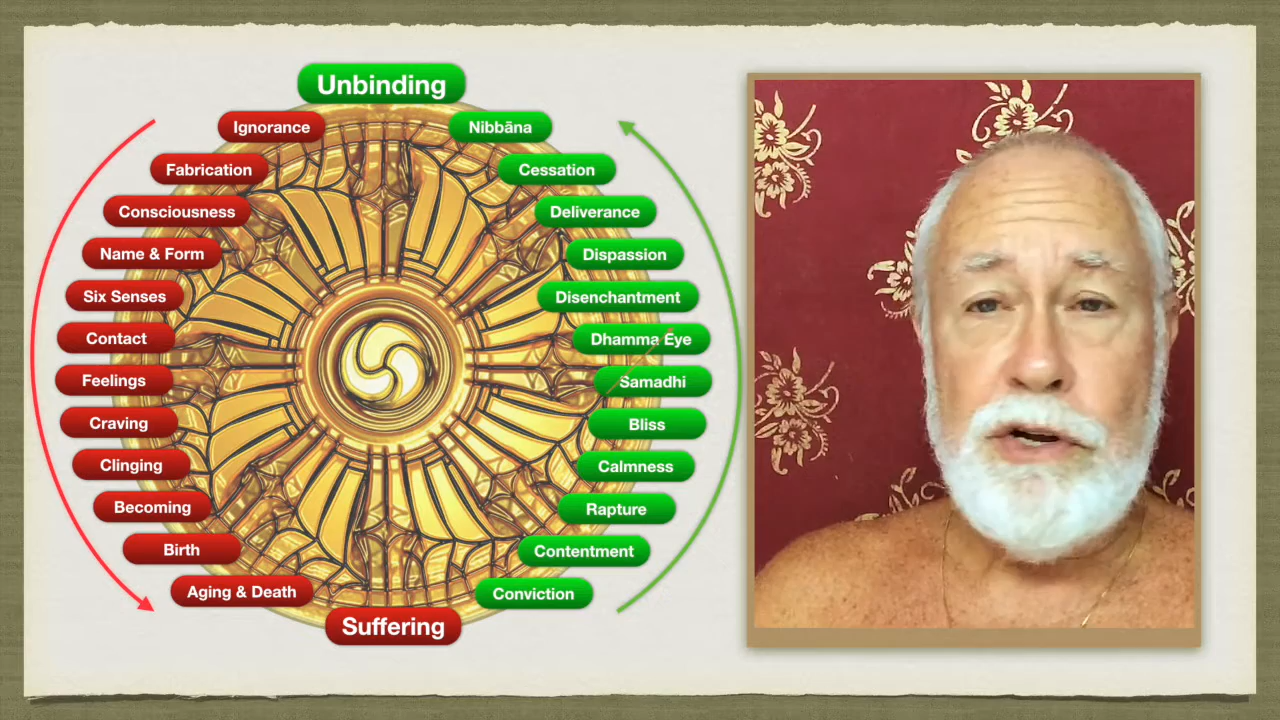 Unbinding
Ignorance
Fabrication
Consciousness
Name & Form
Six Senses
Contact
Feelings
Craving
Clinging
Becoming
Birth
Aging & Death
Suffering
Nibbāna
Cessation
Deliverance
Dispassion
Disenchantment
Dhamma Eye
Samadhi
Bliss
Calmness
Rapture
Contentment
Conviction